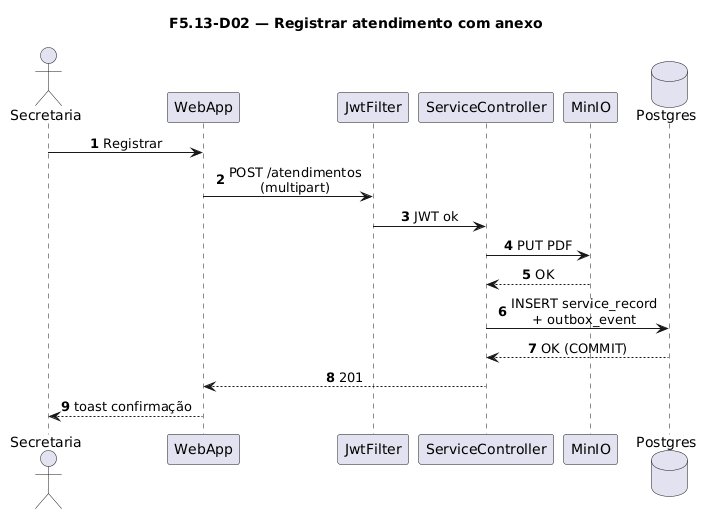 F5.13-D02 — Registrar atendimento com anexo
Secretaria
WebApp
JwtFilter
ServiceController
MinIO
Postgres
1 Registrar
2 POST /atendimentos
(multipart)
3 JWT ok
4 PUT PDF
5 OK
6 INSERT service_record
+ outbox_event
7 OK (COMMIT)
8 201
9 toast confirmação
Secretaria
WebApp
JwtFilter
ServiceController
MinIO
Postgres